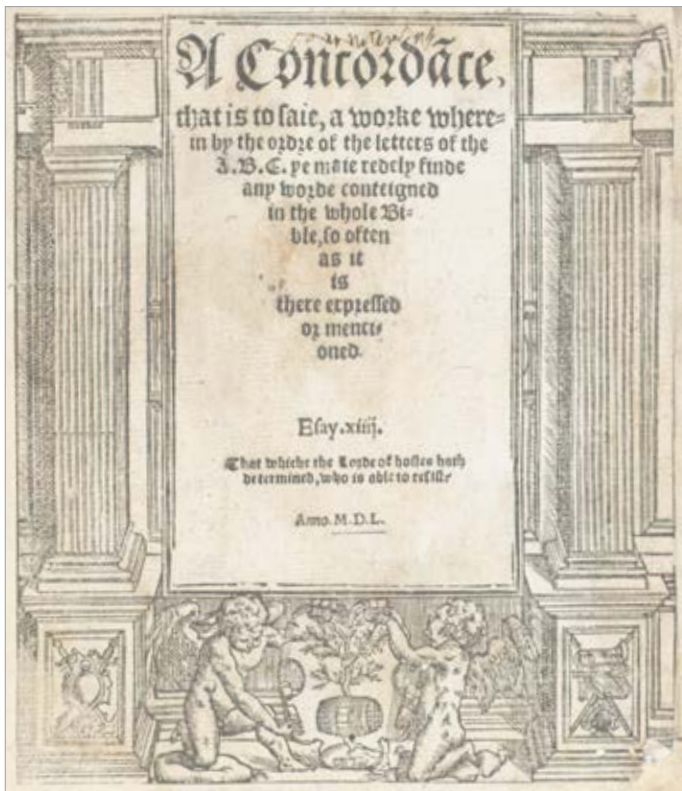 A Concordãce,
that is to saie, a worke where=
in by the ordre of the letters of the
A.B.C. ye maie redely finde
any worde conteigned
in the whole Bi=
ble, so often
as it
is
there expressed
or menci=
oned.
Esay.xiiij.
That whiche the Lorde of hostes hath
determined, who is able to resist?
Anno.M.D.L.